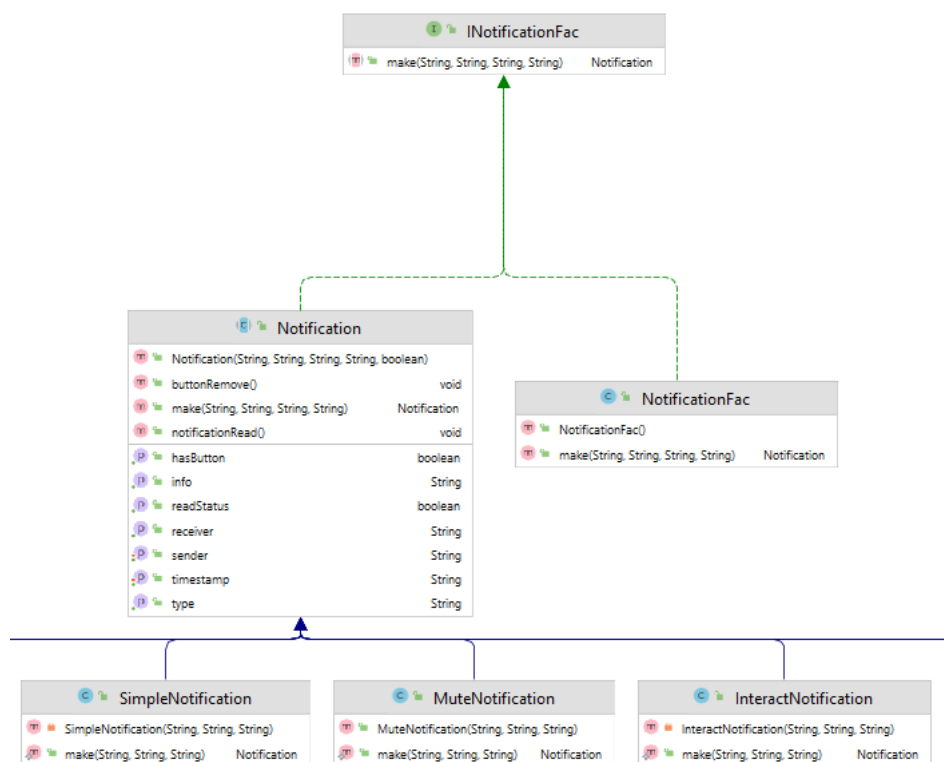 INotificationFac
make(String, String, String, String) Notification
Notification
Notification(String, String, String, String, boolean)
buttonRemove() void
make(String, String, String, String) Notification
notificationRead() void
hasButton boolean
info String
readStatus boolean
receiver String
sender String
timestamp String
type String
NotificationFac
NotificationFac()
make(String, String, String, String) Notification
SimpleNotification
SimpleNotification(String, String, String)
make(String, String, String) Notification
MuteNotification
MuteNotification(String, String, String)
make(String, String, String) Notification
InteractNotification
InteractNotification(String, String, String)
make(String, String, String) Notification